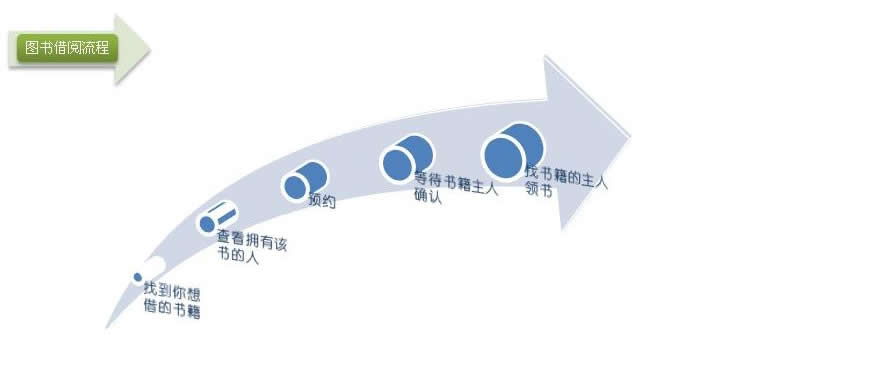 图书借阅流程
找到你想
借的书籍
查看拥有该
书的人
预约
等待书籍主人
确认
找书籍的主人
领书